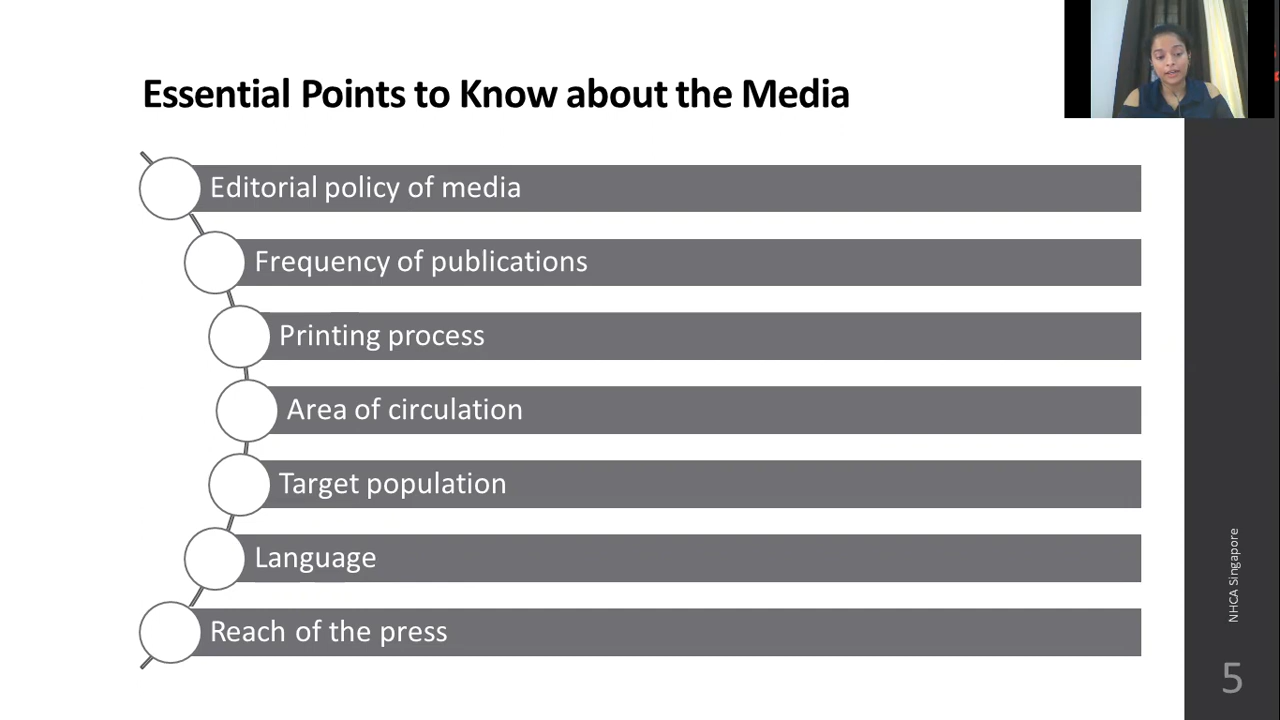 Essential Points to Know about the Media
Editorial policy of media
Frequency of publications
Printing process
Area of circulation
Target population
Language
Reach of the press
NHCA Singapore
5